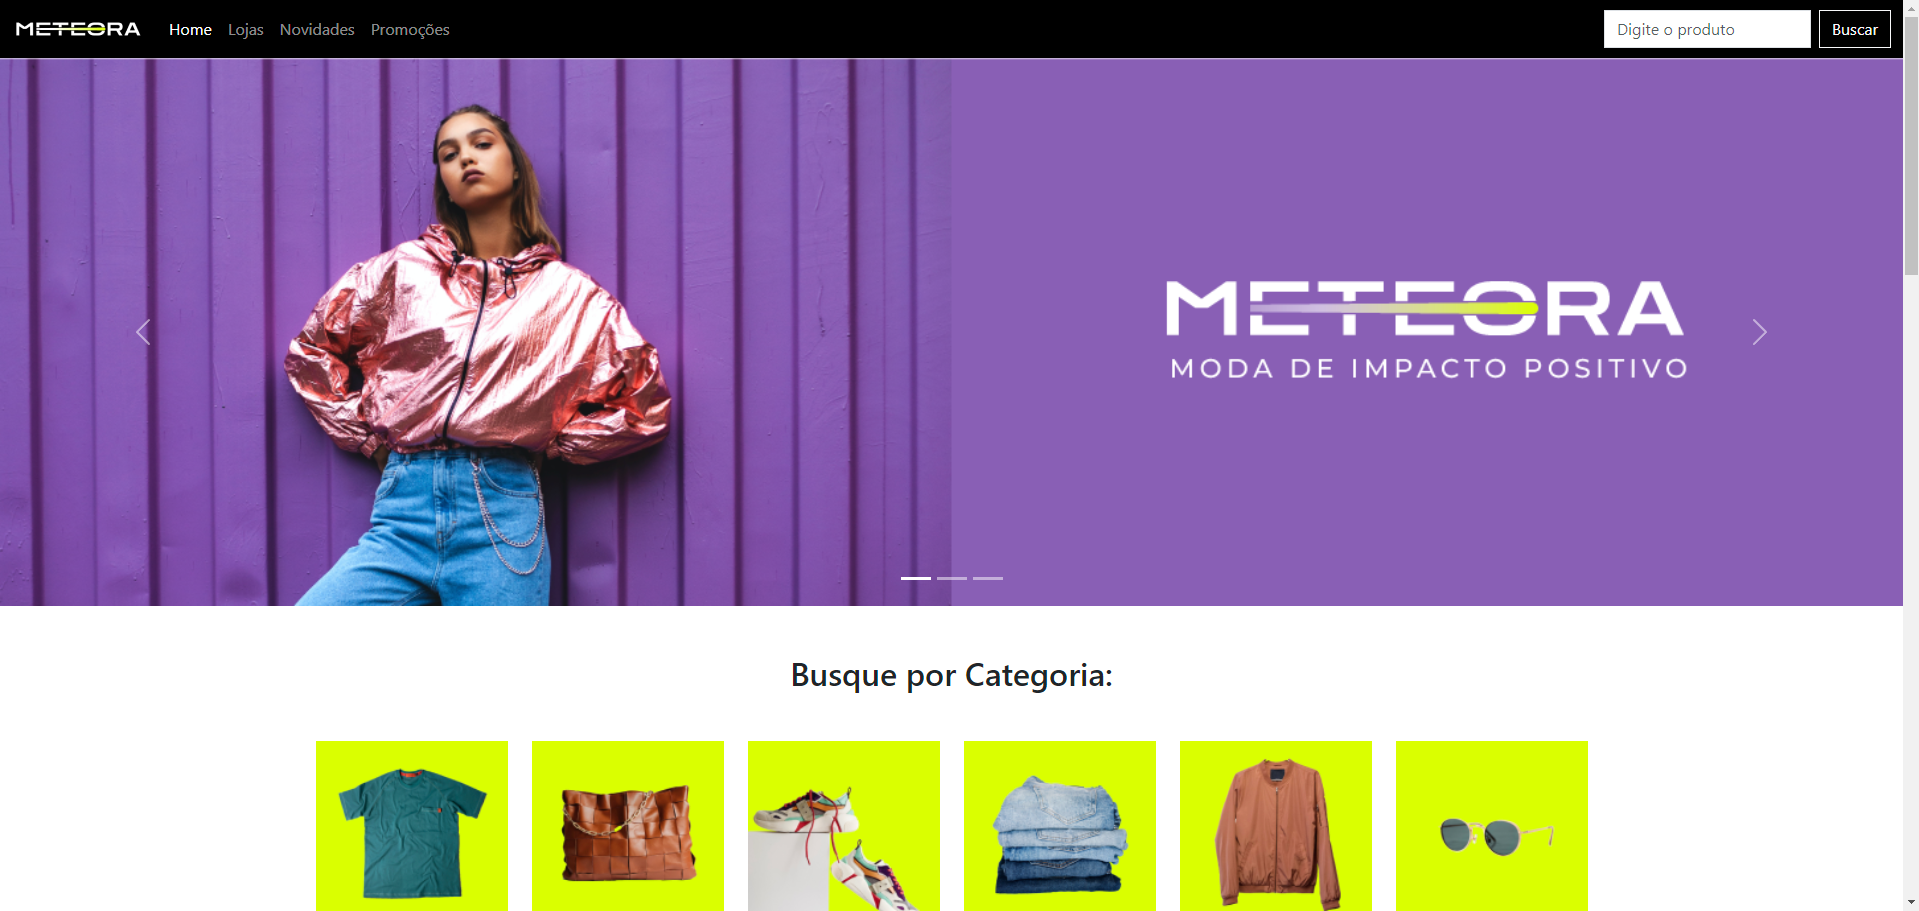 METEORA Home Lojas Novidades Promoções Digite o produto Buscar
METEORA
MODA DE IMPACTO POSITIVO
Busque por Categoria: